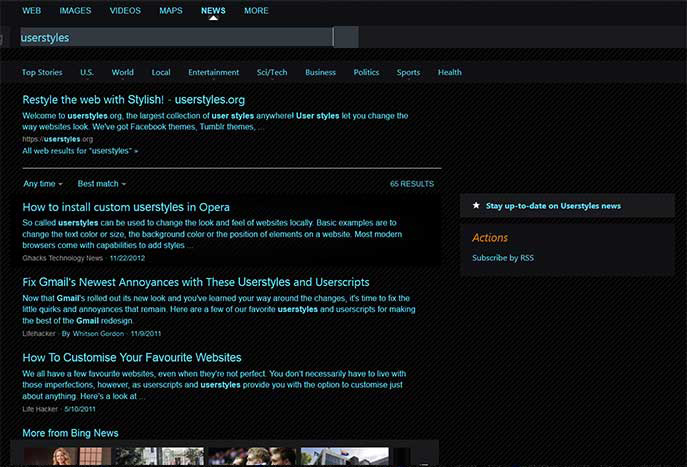 WEB IMAGES VIDEOS MAPS NEWS MORE
userstyles
Top Stories U.S. World Local Entertainment Sci/Tech Business Politics Sports Health
Restyle the web with Stylish! - userstyles.org
Welcome to userstyles.org, the largest collection of user styles anywhere! User styles let you change the
way websites look. We've got Facebook themes, Tumblr themes, ...
https://userstyles.org
All web results for "userstyles" »
Any time Best match 65 RESULTS
How to install custom userstyles in Opera
So called userstyles can be used to change the look and feel of websites locally. Basic examples are to
change the text color or size, the background color or the position of elements on a website. Most modern
browsers come with capabilities to add styles ...
Ghacks Technology News · 11/22/2012
Fix Gmail's Newest Annoyances with These Userstyles and Userscripts
Now that Gmail's rolled out its new look and you've learned your way around the changes, it's time to fix the
little quirks and annoyances that remain. Here are a few of our favorite userstyles and userscripts for making
the best of the Gmail redesign.
Lifehacker · By Whitson Gordon · 11/9/2011
How To Customise Your Favourite Websites
We all have a few favourite websites, even when they're not perfect. You don't necessarily have to live with
those imperfections, however, as userscripts and userstyles provide you with the option to customise just
about anything. Here's a look at ...
Life Hacker · 5/10/2011
More from Bing News
Stay up-to-date on Userstyles news
Actions
Subscribe by RSS